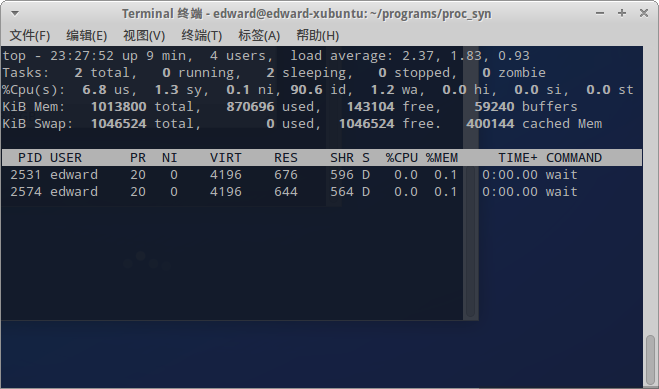 Terminal 终端 - edward@edward-xubuntu: ~/programs/proc_syn
文件(F) 编辑(E) 视图(V) 终端(T) 标签(A) 帮助(H)
top - 23:27:52 up 9 min,  4 users,  load average: 2.37, 1.83, 0.93
Tasks:   2 total,   0 running,   2 sleeping,   0 stopped,   0 zombie
%Cpu(s):  6.8 us,  1.3 sy,  0.1 ni, 90.6 id,  1.2 wa,  0.0 hi,  0.0 si,  0.0 st
KiB Mem:   1013800 total,   870696 used,   143104 free,    59240 buffers
KiB Swap:  1046524 total,        0 used,  1046524 free.   400144 cached Mem
PID USER      PR  NI    VIRT    RES    SHR S  %CPU %MEM     TIME+ COMMAND
2531 edward    20   0    4196    676    596 D   0.0  0.1   0:00.00 wait
2574 edward    20   0    4196    644    564 D   0.0  0.1   0:00.00 wait